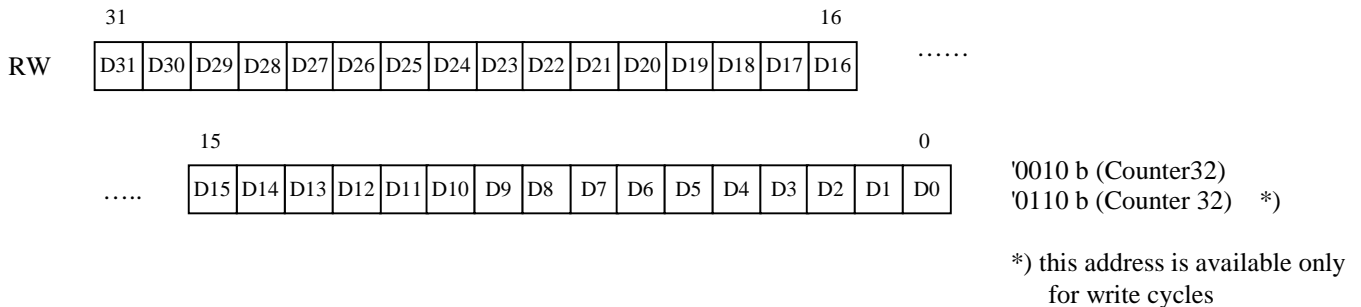 31 16
RW D31 D30 D29 D28 D27 D26 D25 D24 D23 D22 D21 D20 D19 D18 D17 D16 ……
15 0
….. D15 D14 D13 D12 D11 D10 D9 D8 D7 D6 D5 D4 D3 D2 D1 D0
'0010 b (Counter32)
'0110 b (Counter 32) *)
*) this address is available only
for write cycles